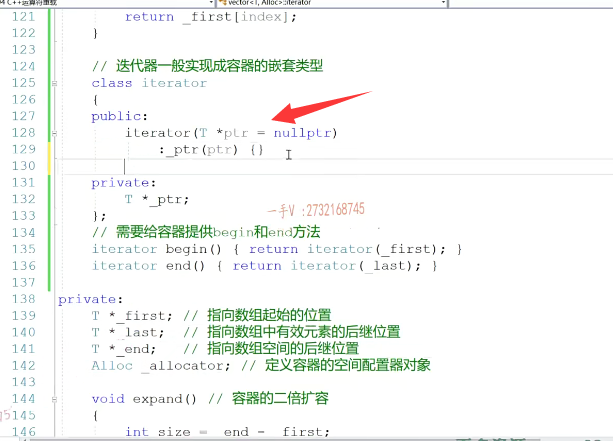 C++运算符重载
vector<T, Alloc>::iterator
121 return _first[index];
122 }
123
124 // 迭代器一般实现成容器的嵌套类型
125 class iterator
126 {
127 public:
128 iterator(T *ptr = nullptr)
129 :_ptr(ptr) {}
130
131 private:
132 T *_ptr;
一手V :2732168745
133 };
134 // 需要给容器提供begin和end方法
135 iterator begin() { return iterator(_first); }
136 iterator end() { return iterator(_last); }
137
138 private:
139 T *_first; // 指向数组起始的位置
140 T *_last; // 指向数组中有效元素的后继位置
141 T *_end; // 指向数组空间的后继位置
142 Alloc _allocator; // 定义容器的空间配置器对象
143
144 void expand() // 容器的二倍扩容
145 {
146 int size = _end - _first;